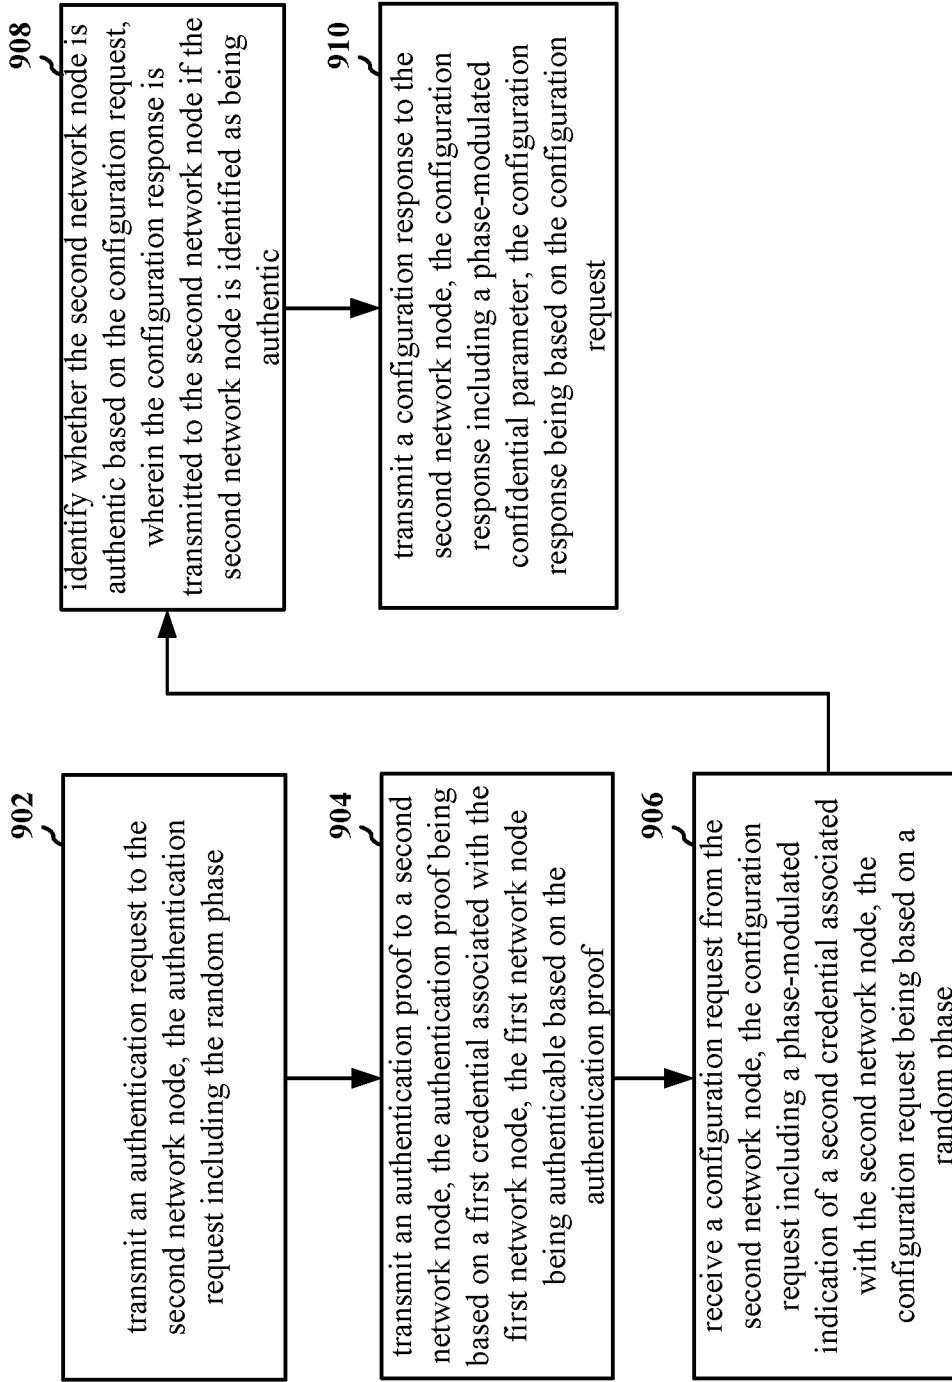 902
transmit an authentication request to the
second network node, the authentication
request including the random phase
904
transmit an authentication proof to a second
network node, the authentication proof being
based on a first credential associated with the
first network node, the first network node
being authenticable based on the
authentication proof
906
receive a configuration request from the
second network node, the configuration
request including a phase-modulated
indication of a second credential associated
with the second network node, the
configuration request being based on a
random phase
908
identify whether the second network node is
authentic based on the configuration request,
wherein the configuration response is
transmitted to the second network node if the
second network node is identified as being
authentic
910
transmit a configuration response to the
second network node, the configuration
response including a phase-modulated
confidential parameter, the configuration
response being based on the configuration
request